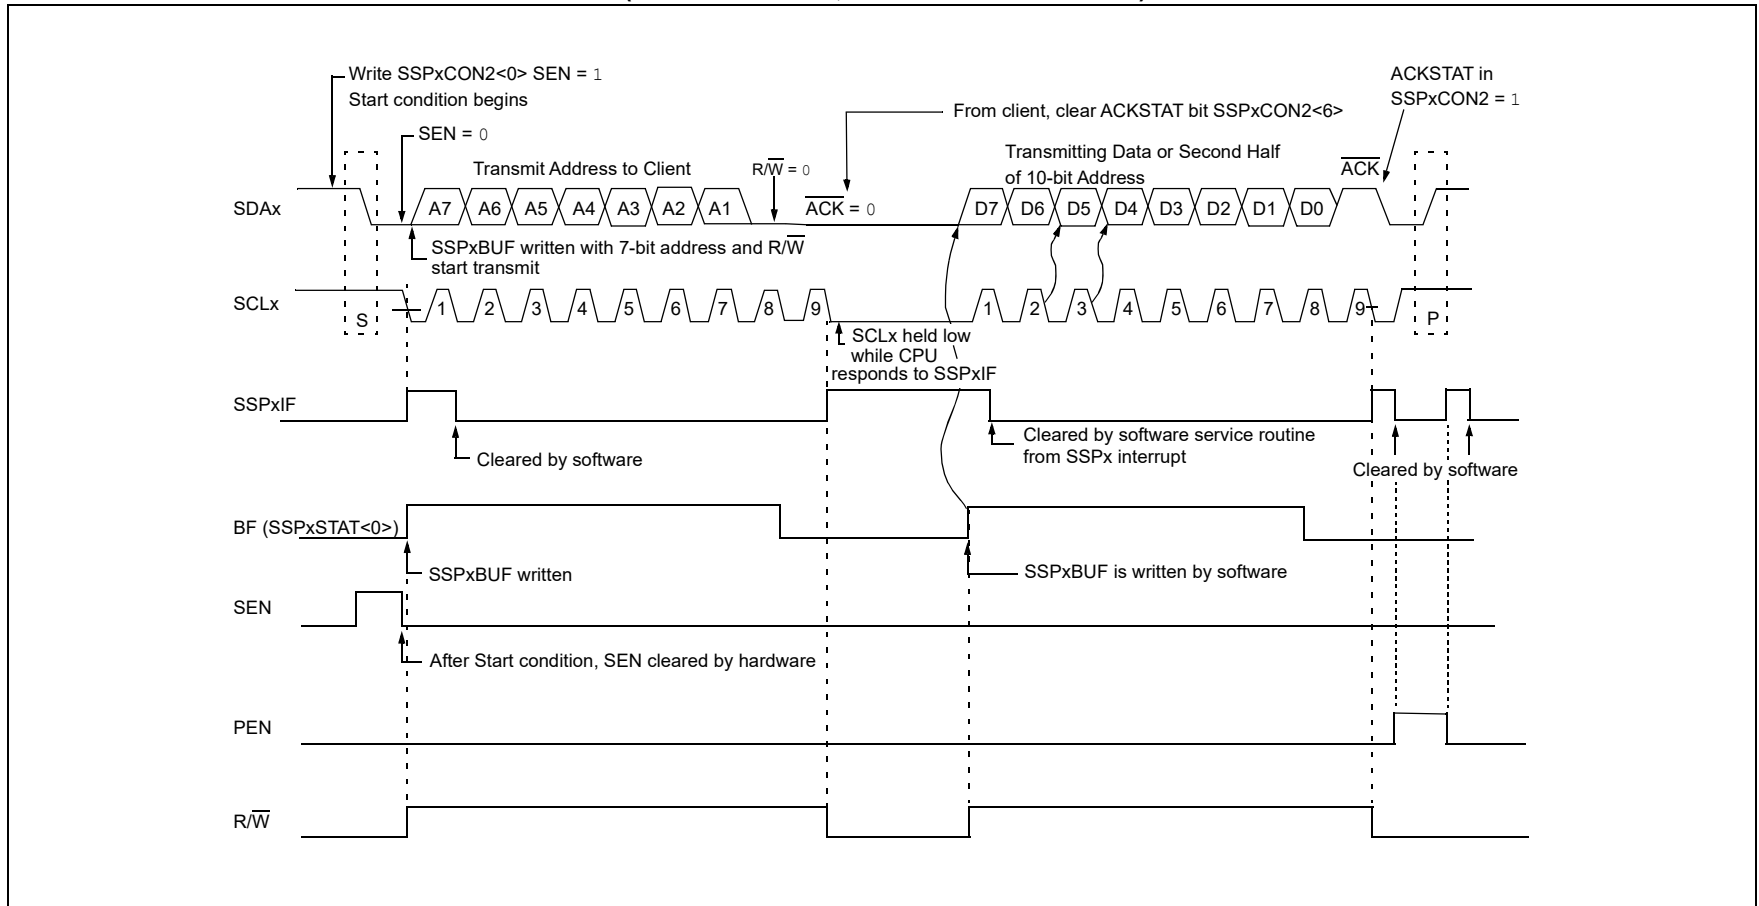 Write SSPxCON2<0> SEN = 1
Start condition begins
ACKSTAT in
SSPxCON2 = 1
From client, clear ACKSTAT bit SSPxCON2<6>
SEN = 0
Transmit Address to Client
R/W = 0
Transmitting Data or Second Half
of 10-bit Address
ACK
SDAx
A7 A6 A5 A4 A3 A2 A1
ACK = 0
D7 D6 D5 D4 D3 D2 D1 D0
SSPxBUF written with 7-bit address and R/W
start transmit
SCLx
S
1 2 3 4 5 6 7 8 9
1 2 3 4 5 6 7 8 9
P
SCLx held low
while CPU
responds to SSPxIF
SSPxIF
Cleared by software
Cleared by software service routine
from SSPx interrupt
Cleared by software
BF (SSPxSTAT<0>)
SSPxBUF written
SSPxBUF is written by software
SEN
After Start condition, SEN cleared by hardware
PEN
R/W